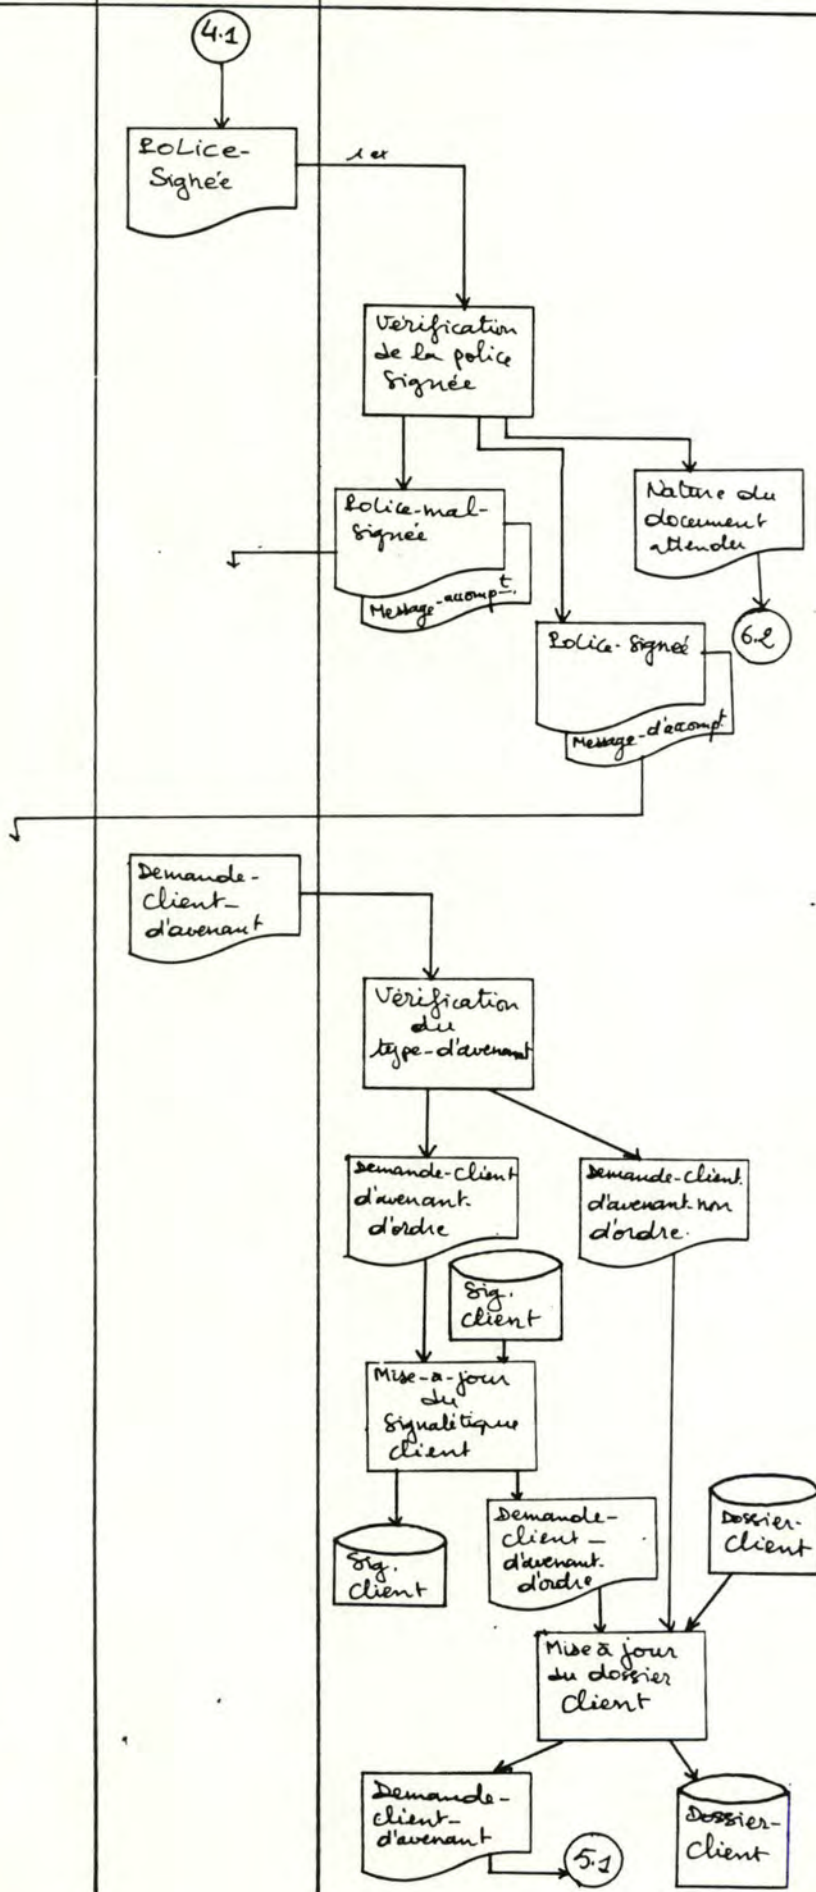 4.1
Police-
Signée
1 ex
Vérification
de la police
signée
Police-mal-
signée
Message-accompt.
Nature du
document
attendu
6.2
Police-signée
Message-d'accompt
Demande-
client-
d'avenant
Vérification
du
type-d'avenant
Demande-client
d'avenant.
d'ordre
Demande-client.
d'avenant-non
d'ordre.
Sig.
client
Mise-à-jour
du
signalétique
client
Sig.
client
Demande-
client-
d'avenant.
d'ordre
Dossier-
client
Mise à jour
du dossier
client
Demande-
client-
d'avenant
5.1
Dossier-
client